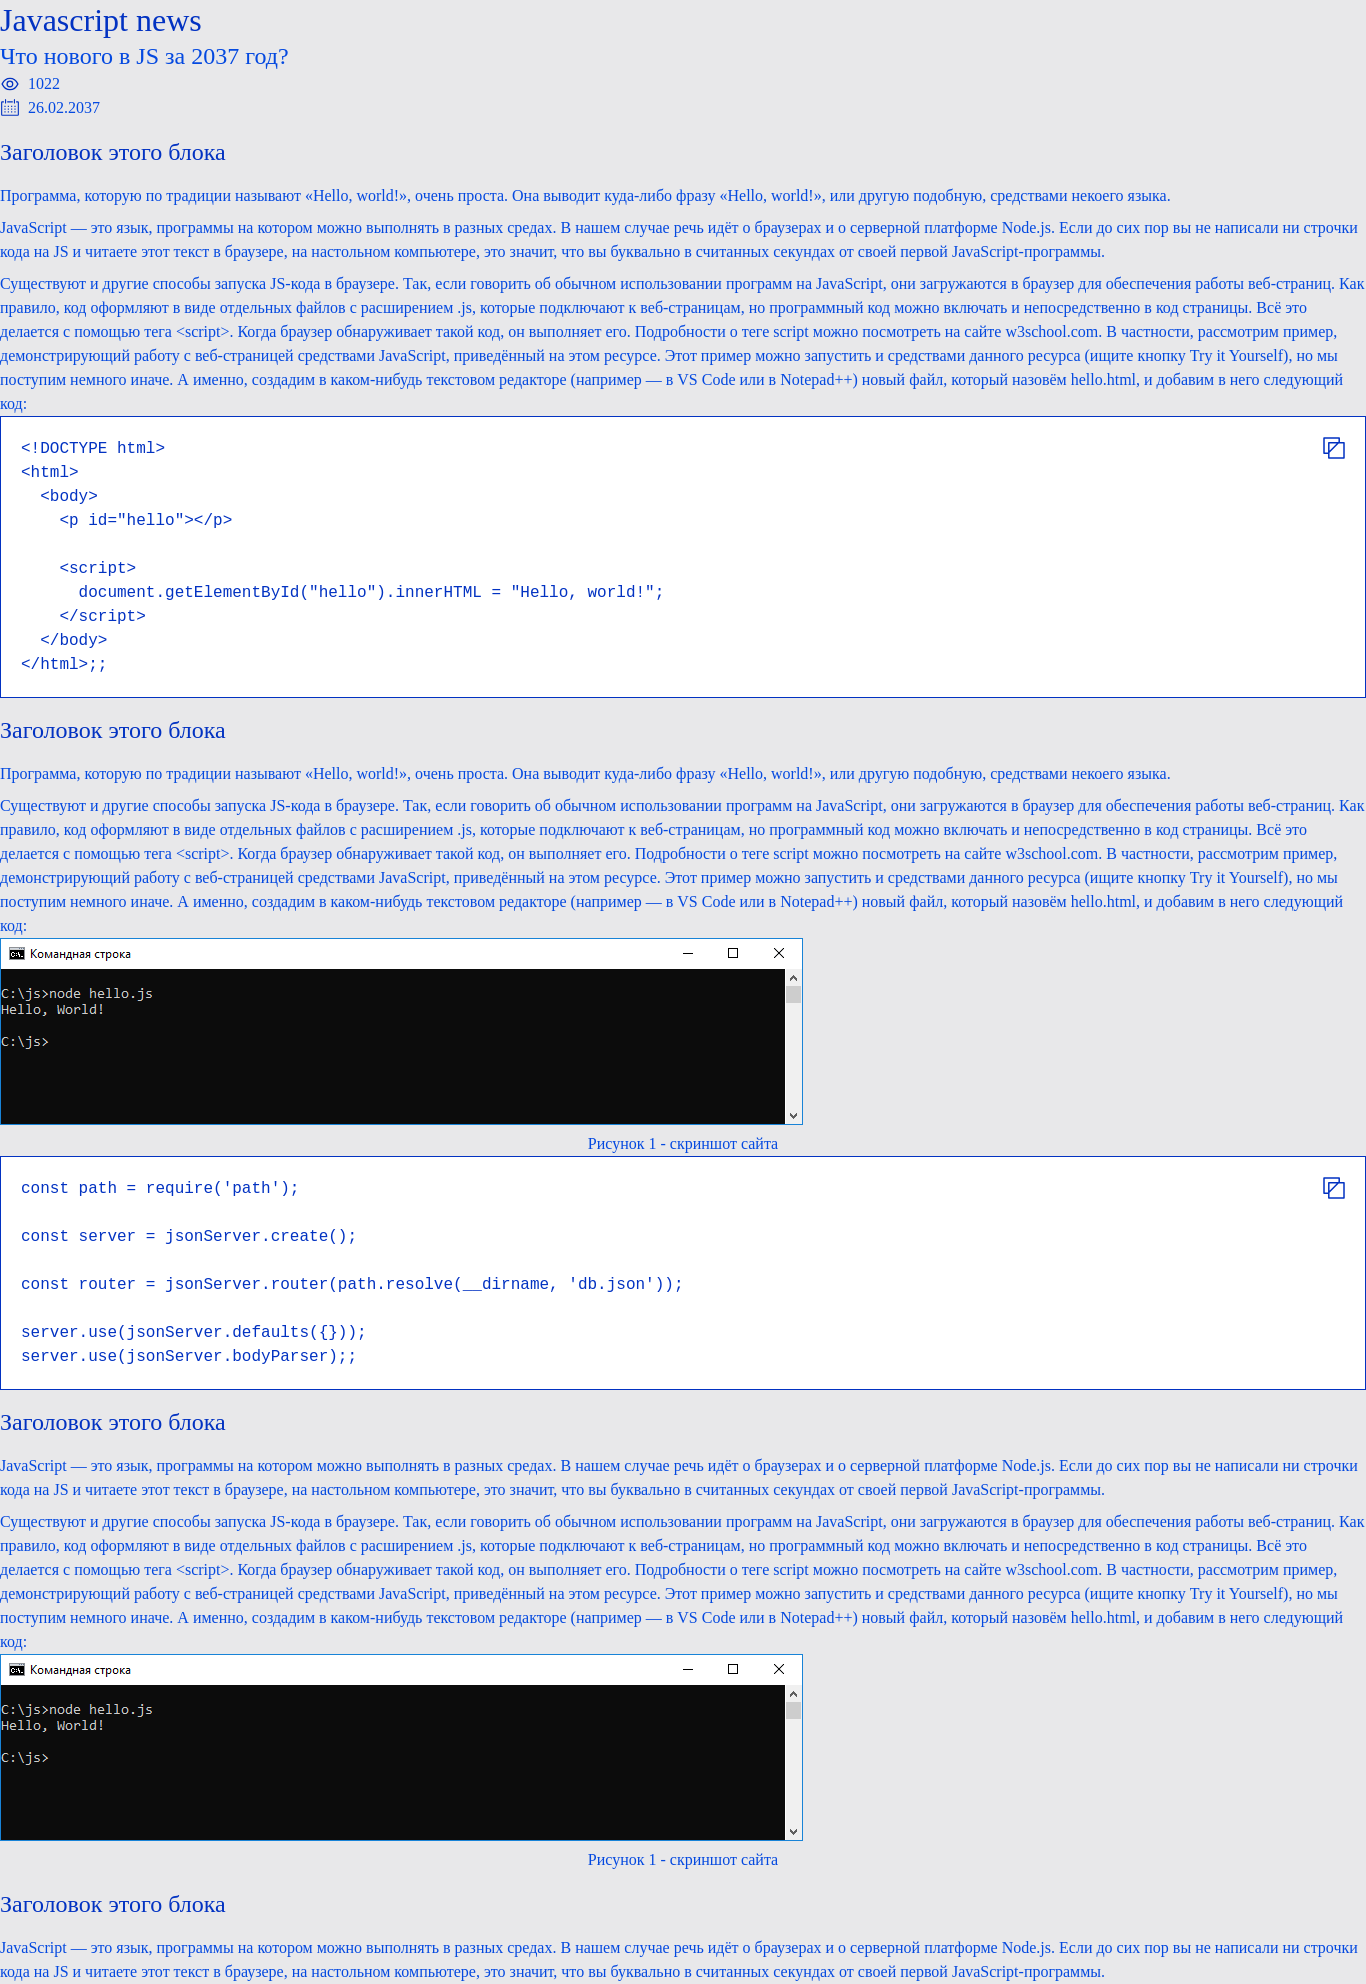 Javascript news
Что нового в JS за 2037 год?
1022
26.02.2037
Заголовок этого блока
Программа, которую по традиции называют «Hello, world!», очень проста. Она выводит куда-либо фразу «Hello, world!», или другую подобную, средствами некоего языка.
JavaScript — это язык, программы на котором можно выполнять в разных средах. В нашем случае речь идёт о браузерах и о серверной платформе Node.js. Если до сих пор вы не написали ни строчки
кода на JS и читаете этот текст в браузере, на настольном компьютере, это значит, что вы буквально в считанных секундах от своей первой JavaScript-программы.
Существуют и другие способы запуска JS-кода в браузере. Так, если говорить об обычном использовании программ на JavaScript, они загружаются в браузер для обеспечения работы веб-страниц. Как
правило, код оформляют в виде отдельных файлов с расширением .js, которые подключают к веб-страницам, но программный код можно включать и непосредственно в код страницы. Всё это
делается с помощью тега <script>. Когда браузер обнаруживает такой код, он выполняет его. Подробности о теге script можно посмотреть на сайте w3school.com. В частности, рассмотрим пример,
демонстрирующий работу с веб-страницей средствами JavaScript, приведённый на этом ресурсе. Этот пример можно запустить и средствами данного ресурса (ищите кнопку Try it Yourself), но мы
поступим немного иначе. А именно, создадим в каком-нибудь текстовом редакторе (например — в VS Code или в Notepad++) новый файл, который назовём hello.html, и добавим в него следующий
код:
<!DOCTYPE html>
<html>
  <body>
    <p id="hello"></p>

    <script>
      document.getElementById("hello").innerHTML = "Hello, world!";
    </script>
  </body>
</html>;;
Заголовок этого блока
Программа, которую по традиции называют «Hello, world!», очень проста. Она выводит куда-либо фразу «Hello, world!», или другую подобную, средствами некоего языка.
Существуют и другие способы запуска JS-кода в браузере. Так, если говорить об обычном использовании программ на JavaScript, они загружаются в браузер для обеспечения работы веб-страниц. Как
правило, код оформляют в виде отдельных файлов с расширением .js, которые подключают к веб-страницам, но программный код можно включать и непосредственно в код страницы. Всё это
делается с помощью тега <script>. Когда браузер обнаруживает такой код, он выполняет его. Подробности о теге script можно посмотреть на сайте w3school.com. В частности, рассмотрим пример,
демонстрирующий работу с веб-страницей средствами JavaScript, приведённый на этом ресурсе. Этот пример можно запустить и средствами данного ресурса (ищите кнопку Try it Yourself), но мы
поступим немного иначе. А именно, создадим в каком-нибудь текстовом редакторе (например — в VS Code или в Notepad++) новый файл, который назовём hello.html, и добавим в него следующий
код:
Командная строка
C:\js>node hello.js
Hello, World!
C:\js>
Рисунок 1 - скриншот сайта
const path = require('path');

const server = jsonServer.create();

const router = jsonServer.router(path.resolve(__dirname, 'db.json'));

server.use(jsonServer.defaults({}));
server.use(jsonServer.bodyParser);;
Заголовок этого блока
JavaScript — это язык, программы на котором можно выполнять в разных средах. В нашем случае речь идёт о браузерах и о серверной платформе Node.js. Если до сих пор вы не написали ни строчки
кода на JS и читаете этот текст в браузере, на настольном компьютере, это значит, что вы буквально в считанных секундах от своей первой JavaScript-программы.
Существуют и другие способы запуска JS-кода в браузере. Так, если говорить об обычном использовании программ на JavaScript, они загружаются в браузер для обеспечения работы веб-страниц. Как
правило, код оформляют в виде отдельных файлов с расширением .js, которые подключают к веб-страницам, но программный код можно включать и непосредственно в код страницы. Всё это
делается с помощью тега <script>. Когда браузер обнаруживает такой код, он выполняет его. Подробности о теге script можно посмотреть на сайте w3school.com. В частности, рассмотрим пример,
демонстрирующий работу с веб-страницей средствами JavaScript, приведённый на этом ресурсе. Этот пример можно запустить и средствами данного ресурса (ищите кнопку Try it Yourself), но мы
поступим немного иначе. А именно, создадим в каком-нибудь текстовом редакторе (например — в VS Code или в Notepad++) новый файл, который назовём hello.html, и добавим в него следующий
код:
Командная строка
C:\js>node hello.js
Hello, World!
C:\js>
Рисунок 1 - скриншот сайта
Заголовок этого блока
JavaScript — это язык, программы на котором можно выполнять в разных средах. В нашем случае речь идёт о браузерах и о серверной платформе Node.js. Если до сих пор вы не написали ни строчки
кода на JS и читаете этот текст в браузере, на настольном компьютере, это значит, что вы буквально в считанных секундах от своей первой JavaScript-программы.